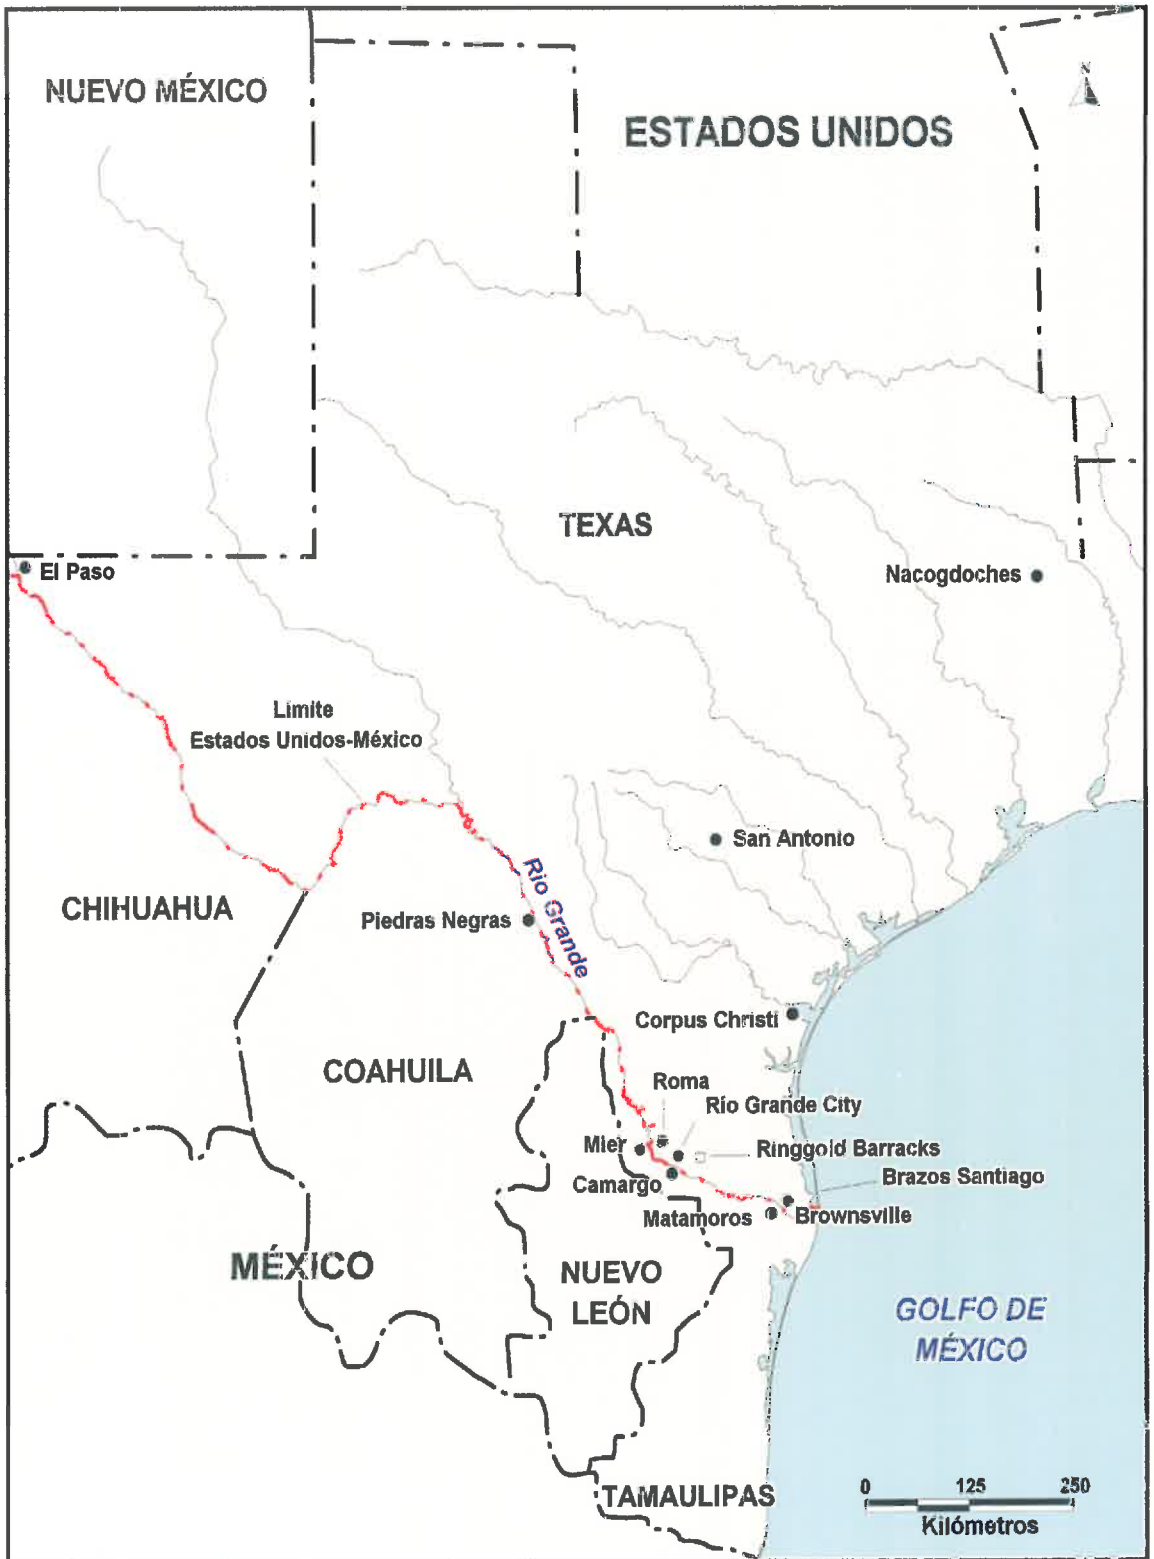 NUEVO MÉXICO
N
ESTADOS UNIDOS
TEXAS
El Paso
Nacogdoches
Límite
Estados Unidos-México
San Antonio
Río Grande
CHIHUAHUA
Piedras Negras
Corpus Christi
COAHUILA
Roma
Río Grande City
Mier
Ringgold Barracks
Camargo
Brazos Santiago
Matamoros
Brownsville
MÉXICO
NUEVO
LEÓN
GOLFO DE
MÉXICO
TAMAULIPAS
0 125 250
Kilómetros